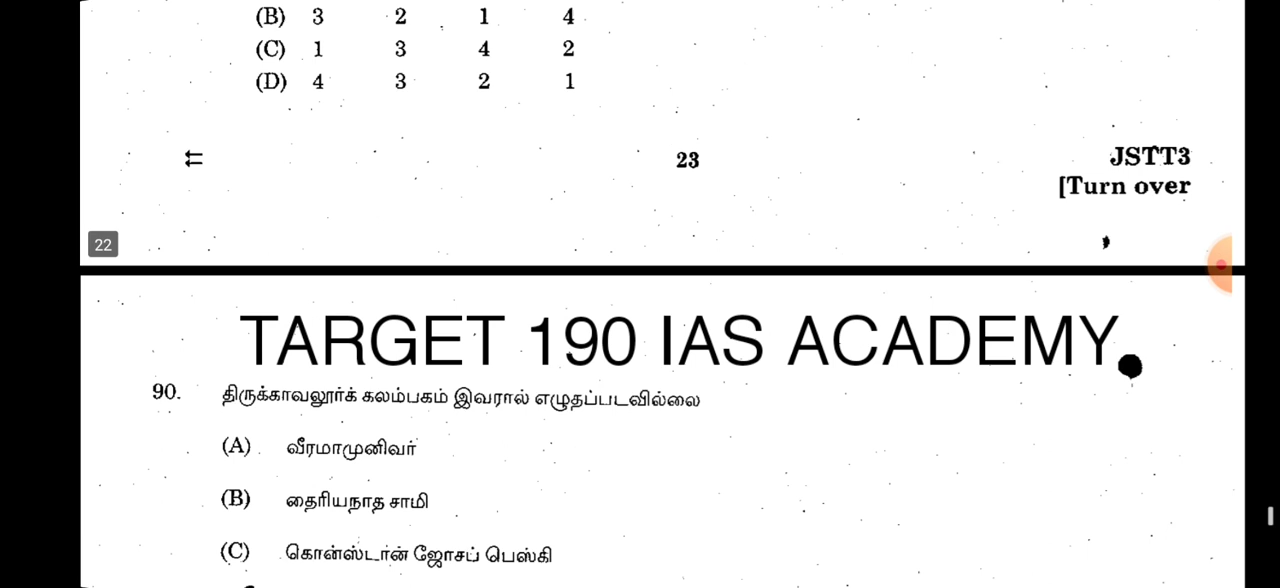 (B) 3 2 1 4
(C) 1 3 4 2
(D) 4 3 2 1
⇇ 23 JSTT3
[Turn over
22
TARGET 190 IAS ACADEMY
90. திருக்காவலூர்க் கலம்பகம் இவரால் எழுதப்படவில்லை
(A) வீரமாமுனிவர்
(B) தைரியநாத சாமி
(C) கொன்ஸ்டான் ஜோசப் பெஸ்கி